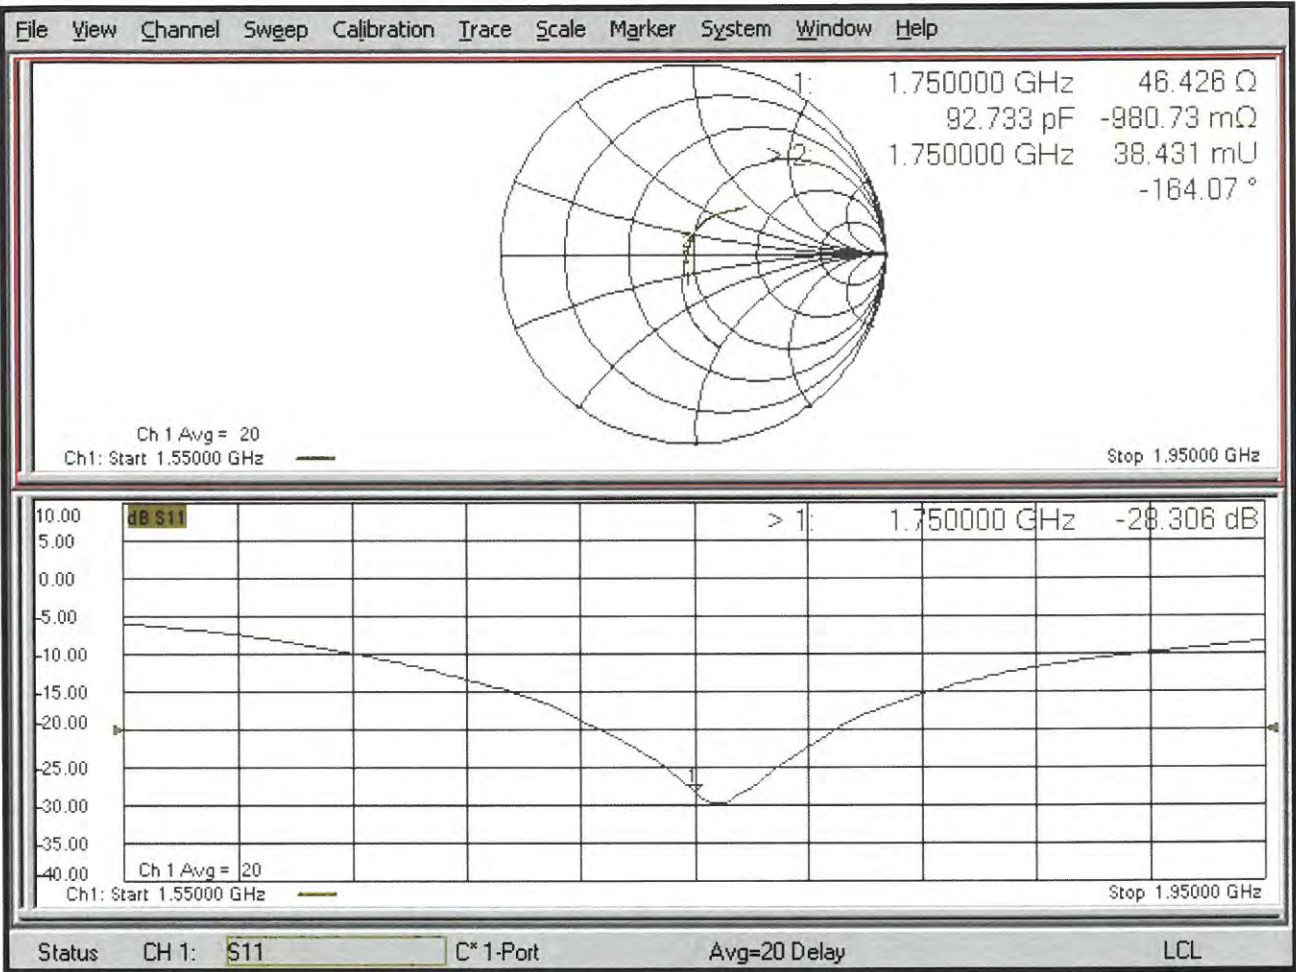 File View Channel Sweep Calibration Trace Scale Marker System Window Help
1: 1.750000 GHz 46.426 Ω
92.733 pF -980.73 mΩ
> 2: 1.750000 GHz 38.431 mU
-164.07 °
Ch 1 Avg = 20
Ch1: Start 1.55000 GHz
Stop 1.95000 GHz
10.00
dB S11
> 1: 1.750000 GHz -28.306 dB
5.00
0.00
-5.00
-10.00
-15.00
-20.00
-25.00
1
-30.00
-35.00
-40.00
Ch 1 Avg = 20
Ch1: Start 1.55000 GHz
Stop 1.95000 GHz
Status CH 1: S11 C* 1-Port Avg=20 Delay LCL